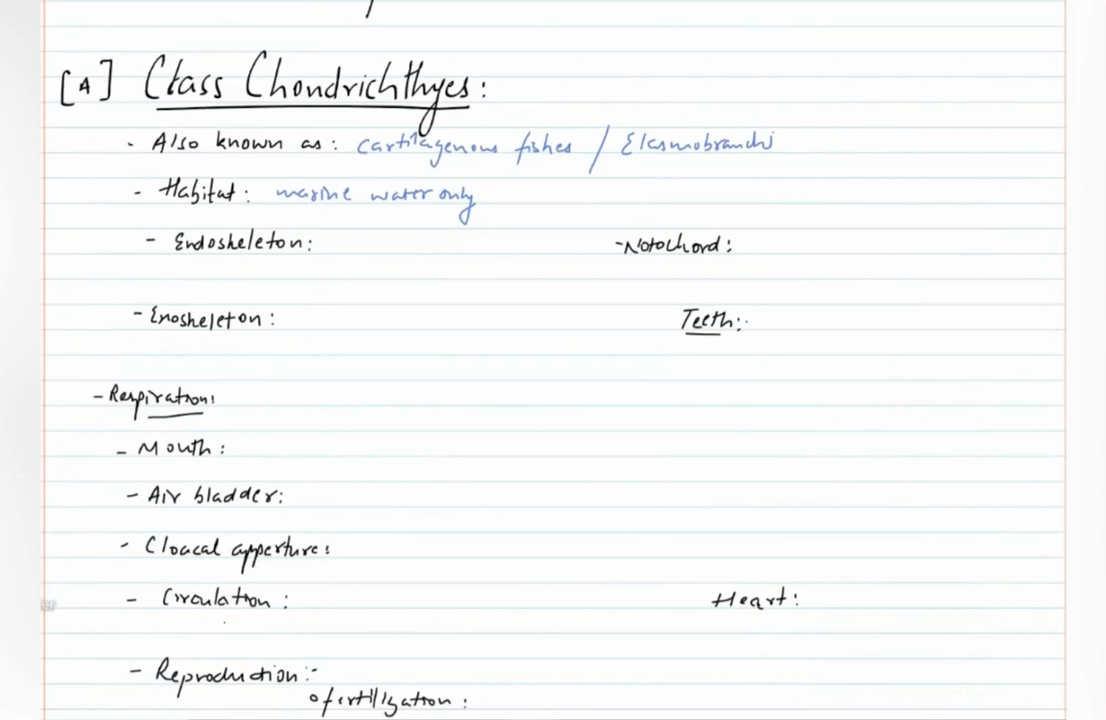 [A] Class Chondrichthyes:
· Also known as: cartilagenous fishes / Elasmobranchi
- Habitat: marine water only
- Endoskeleton: - Notochord:
- Exoskeleton: Teeth:
- Respiration:
- Mouth:
- Air bladder:
- Cloacal apperture:
- Circulation: Heart:
- Reproduction:-
o fertilization: